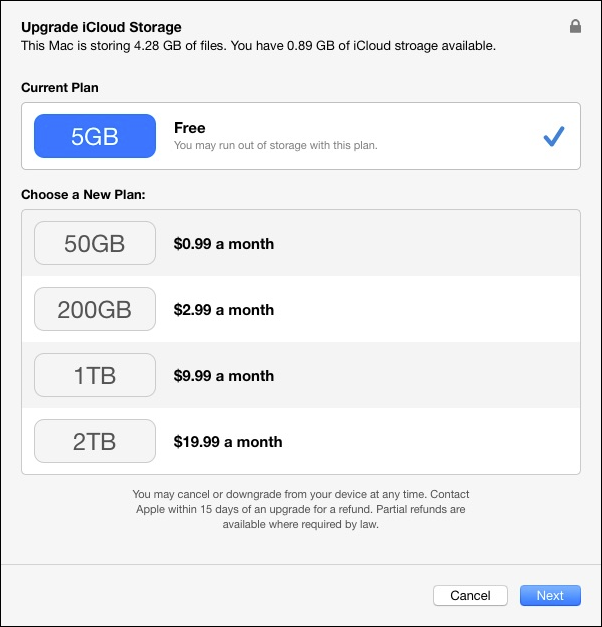 Upgrade iCloud Storage
This Mac is storing 4.28 GB of files. You have 0.89 GB of iCloud stroage available.
Current Plan
5GB
Free
You may run out of storage with this plan.
Choose a New Plan:
50GB
$0.99 a month
200GB
$2.99 a month
1TB
$9.99 a month
2TB
$19.99 a month
You may cancel or downgrade from your device at any time. Contact
Apple within 15 days of an upgrade for a refund. Partial refunds are
available where required by law.
Cancel
Next